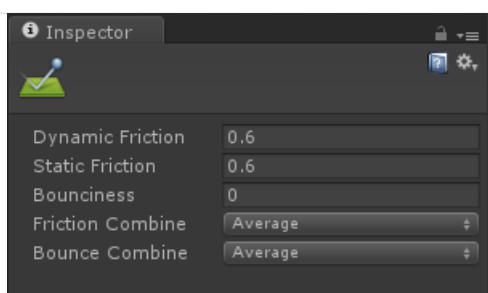 Inspector
Dynamic Friction 0.6
Static Friction 0.6
Bounciness 0
Friction Combine Average
Bounce Combine Average